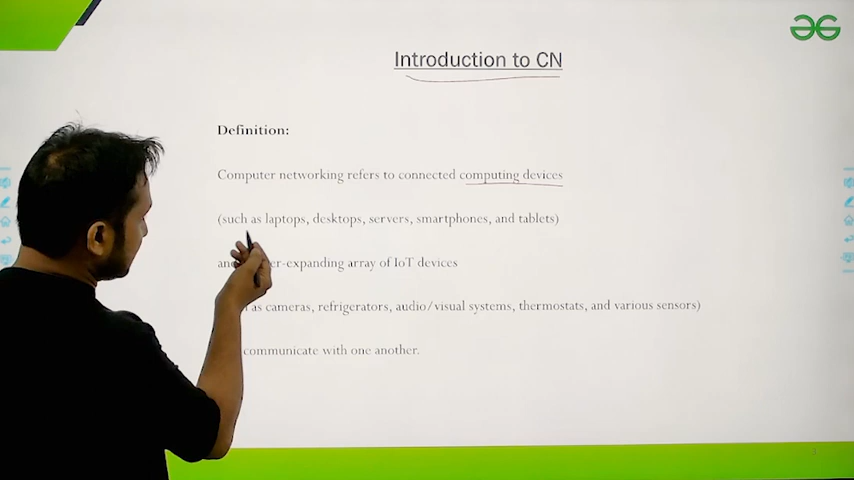 Introduction to CN
Definition:
Computer networking refers to connected computing devices
(such as laptops, desktops, servers, smartphones, and tablets)
er-expanding array of IoT devices
as cameras, refrigerators, audio/visual systems, thermostats, and various sensors)
communicate with one another.
3